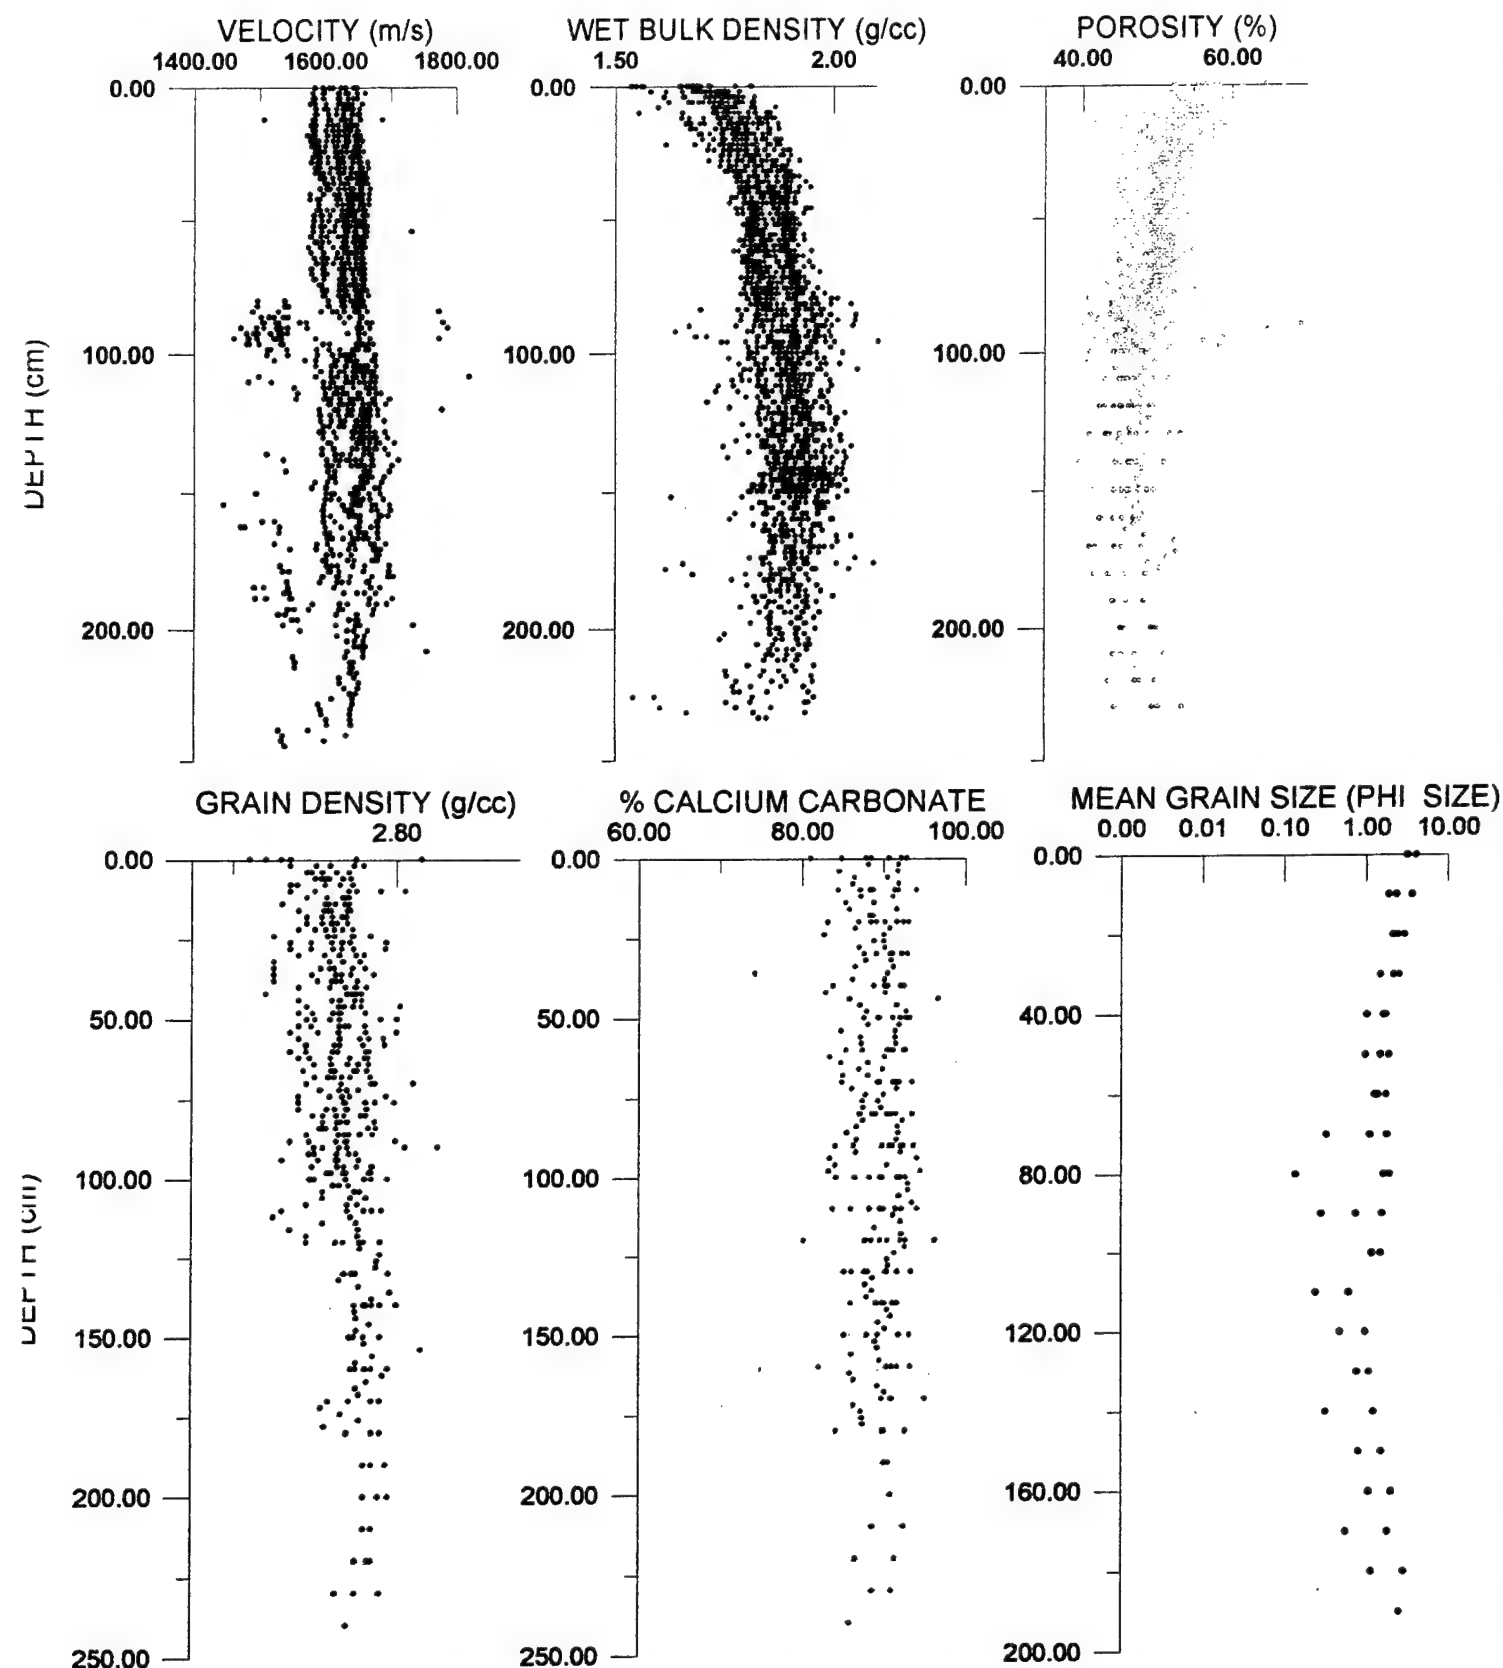 VELOCITY (m/s)
1400.00 1600.00 1800.00
WET BULK DENSITY (g/cc)
1.50 2.00
POROSITY (%)
40.00 60.00
0.00
100.00
200.00
DEPTH (cm)
0.00
100.00
200.00
0.00
100.00
200.00
GRAIN DENSITY (g/cc)
2.80
% CALCIUM CARBONATE
60.00 80.00 100.00
MEAN GRAIN SIZE (PHI SIZE)
0.00 0.01 0.10 1.00 10.00
0.00
50.00
100.00
150.00
200.00
250.00
DEPTH (cm)
0.00
50.00
100.00
150.00
200.00
250.00
0.00
40.00
80.00
120.00
160.00
200.00